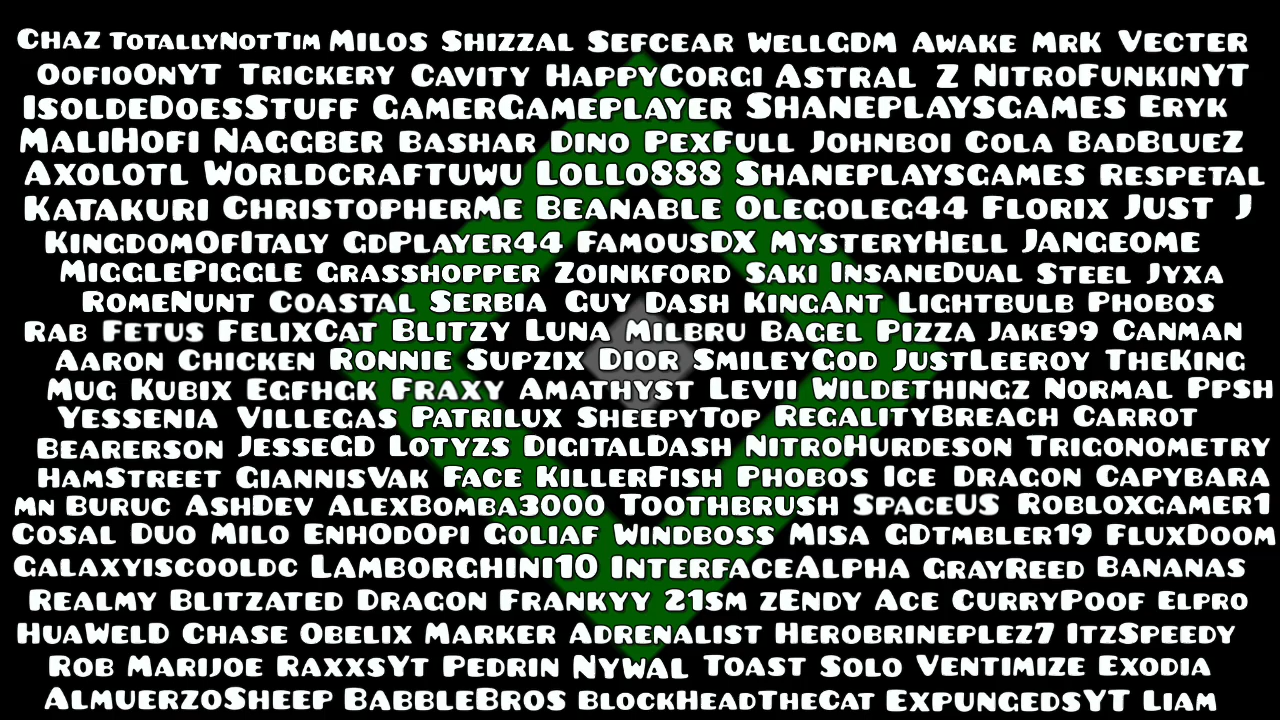 Chaz TotallyNotTim Milos Shizzal Sefcear WellGDM Awake MrK Vecter
OofioOnYT Trickery Cavity HappyCorgi Astral Z NitroFunkinYT
IsoldeDoesStuff GamerGameplayer Shaneplaysgames Eryk
MaliHofi Naggber Bashar Dino PexFull Johnboi Cola BadBlueZ
Axolotl Worldcraftuwu Lollo888 Shaneplaysgames Respetal
Katakuri ChristopherMe Beanable Olegoleg44 Florix Just J
KingdomOfItaly GdPlayer44 FamousDX MysteryHell Jangeome
MigglePiggle Grasshopper Zoinkford Saki InsaneDual Steel Jyxa
RomeNunt Coastal Serbia Guy Dash KingAnt Lightbulb Phobos
Rab Fetus FelixCat Blitzy Luna Milbru Bagel Pizza Jake99 Canman
Aaron Chicken Ronnie Supzix Dior SmileyGod JustLeeroy TheKing
Mug Kubix Egfhgk Fraxy Amathyst Levii Wildethingz Normal Ppsh
Yessenia Villegas Patrilux SheepyTop RegalityBreach Carrot
Bearerson JesseGD Lotyzs DigitalDash NitroHurdeson Trigonometry
HamStreet GiannisVak Face KillerFish Phobos Ice Dragon Capybara
Mn Buruc AshDev AlexBomba3000 Toothbrush SpaceUS Robloxgamer1
Cosal Duo Milo EnhOdOpi Goliaf Windboss Misa GDtmbler19 FluxDoom
Galaxyiscooldc Lamborghini10 InterfaceAlpha GrayReed Bananas
Realmy Blitzated Dragon Frankyy 21sm zEndy Ace CurryPoof Elpro
HuaWelD Chase Obelix Marker Adrenalist Herobrineplez7 ItzSpeedy
Rob Marijoe RaxxsYt Pedrin Nywal Toast Solo Ventimize Exodia
AlmuerzoSheep BabbleBros BlockHeadTheCat ExpungedsYT Liam